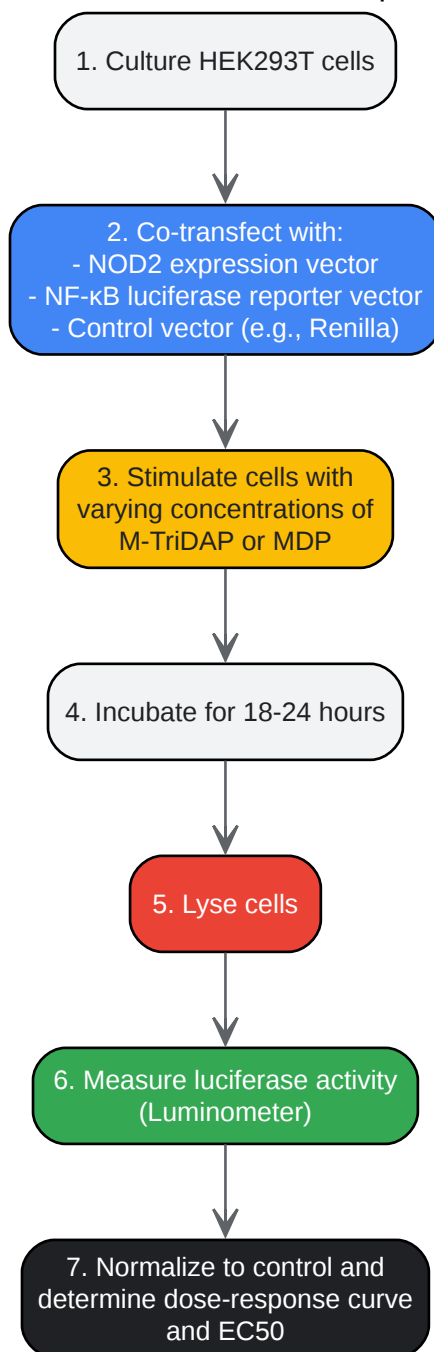 1. Culture HEK293T cells
2. Co-transfect with:
- NOD2 expression vector
- NF-κB luciferase reporter vector
- Control vector (e.g., Renilla)
3. Stimulate cells with
varying concentrations of
M-TriDAP or MDP
4. Incubate for 18-24 hours
5. Lyse cells
6. Measure luciferase activity
(Luminometer)
7. Normalize to control and
determine dose-response curve
and EC50